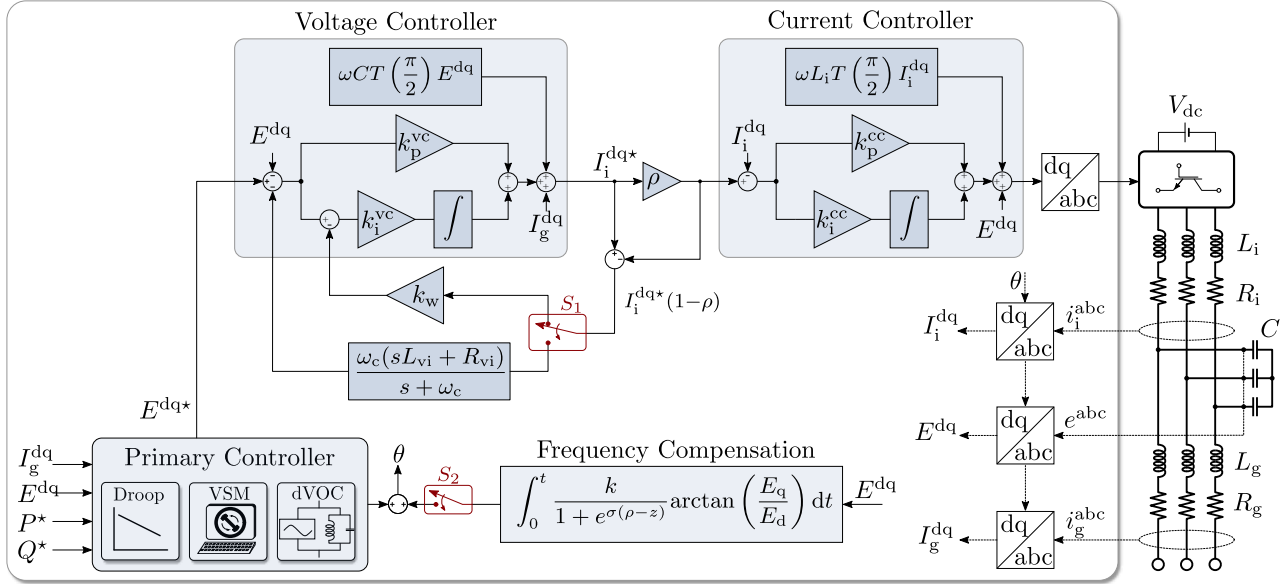 Voltage Controller
Current Controller
ωCT (π/2) E^dq
ωL_iT (π/2) I_i^dq
V_dc
E^dq
k_p^vc
I_i^dq⋆
ρ
I_i^dq
k_p^cc
dq
abc
k_i^vc
∫
I_g^dq
k_i^cc
∫
E^dq
L_i
k_w
S_1
I_i^dq⋆(1−ρ)
θ
R_i
dq
abc
I_i^dq
i_i^abc
C
ω_c(sL_vi + R_vi)
s + ω_c
E^dq⋆
dq
abc
E^dq
e^abc
Primary Controller
Frequency Compensation
I_g^dq
E^dq
P^⋆
Q^⋆
Droop
VSM
dVOC
θ
S_2
∫_0^t k/(1 + e^σ(ρ−z)) arctan (E_q/E_d) dt
E^dq
L_g
R_g
dq
abc
I_g^dq
i_g^abc